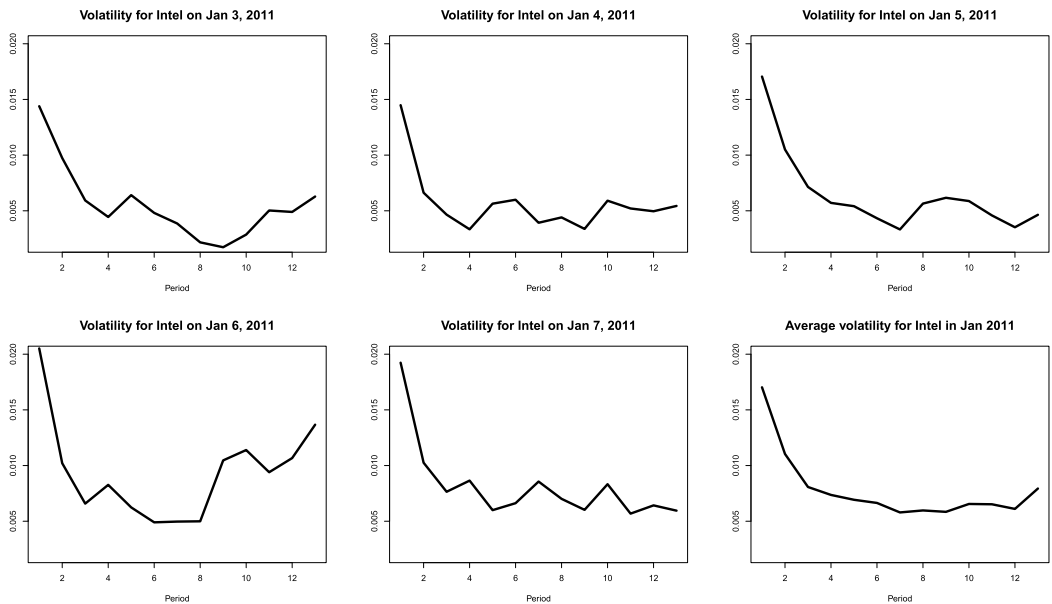 Volatility for Intel on Jan 3, 2011
0.020
0.015
0.010
0.005
2 4 6 8 10 12
Period
Volatility for Intel on Jan 4, 2011
0.020
0.015
0.010
0.005
2 4 6 8 10 12
Period
Volatility for Intel on Jan 5, 2011
0.020
0.015
0.010
0.005
2 4 6 8 10 12
Period
Volatility for Intel on Jan 6, 2011
0.020
0.015
0.010
0.005
2 4 6 8 10 12
Period
Volatility for Intel on Jan 7, 2011
0.020
0.015
0.010
0.005
2 4 6 8 10 12
Period
Average volatility for Intel in Jan 2011
0.020
0.015
0.010
0.005
2 4 6 8 10 12
Period